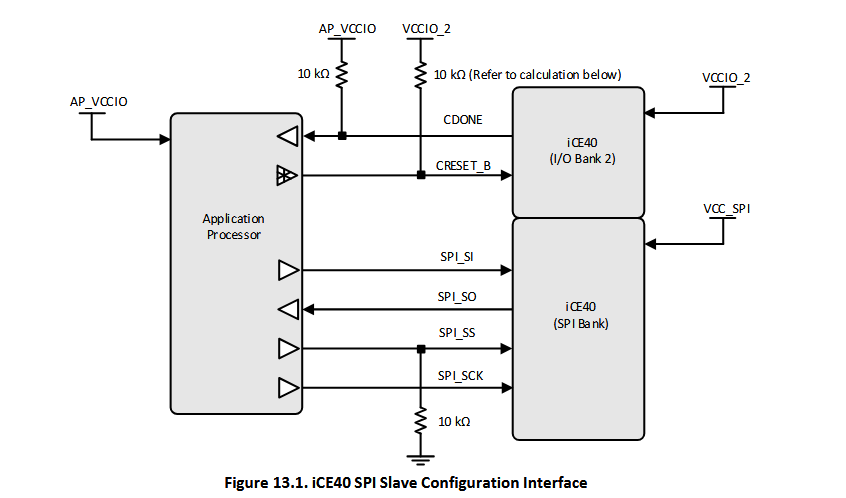 AP_VCCIO
VCCIO_2
10 kΩ
10 kΩ (Refer to calculation below)
VCCIO_2
AP_VCCIO
CDONE
iCE40
(I/O Bank 2)
CRESET_B
Application
Processor
VCC_SPI
SPI_SI
SPI_SO
iCE40
(SPI Bank)
SPI_SS
SPI_SCK
10 kΩ
Figure 13.1. iCE40 SPI Slave Configuration Interface